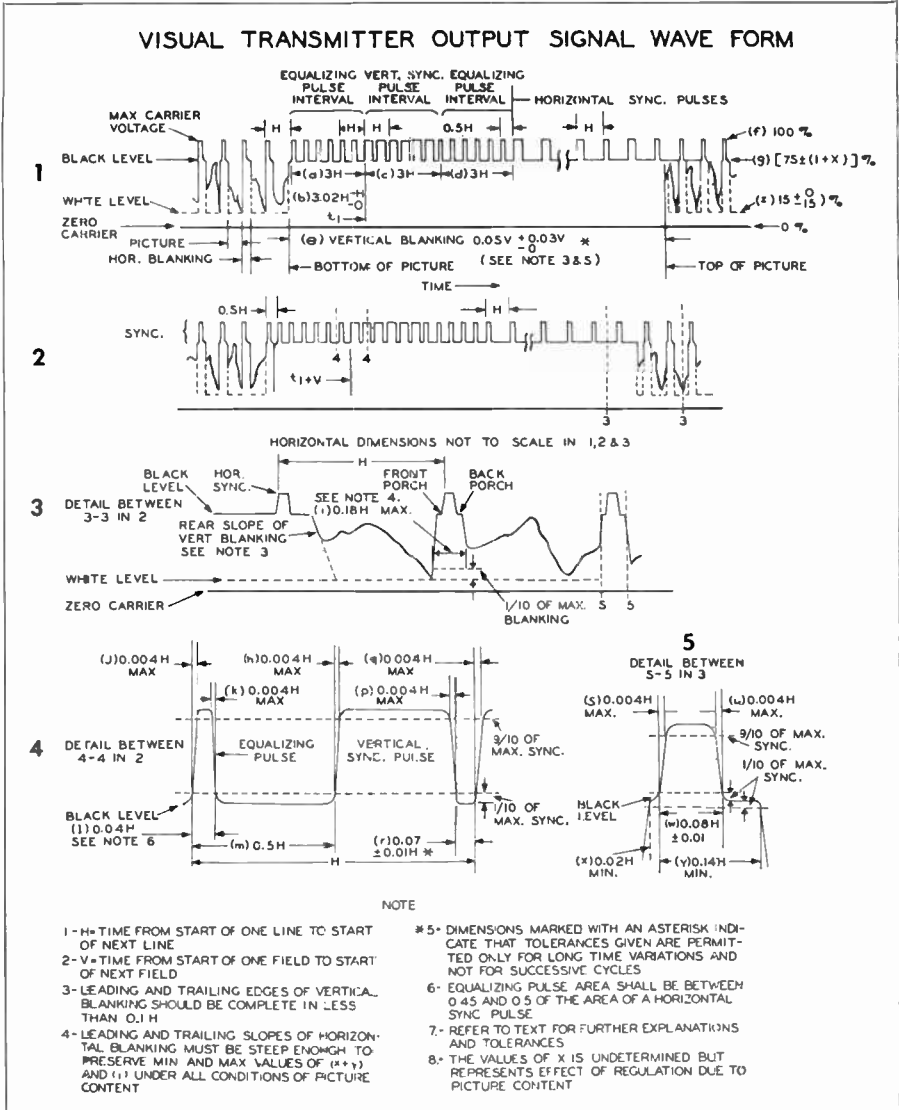 VISUAL TRANSMITTER OUTPUT SIGNAL WAVE FORM
EQUALIZING VERT. SYNC. EQUALIZING
PULSE PULSE PULSE
INTERVAL INTERVAL INTERVAL
HORIZONTAL SYNC. PULSES
MAX CARRIER
VOLTAGE
H
H
H
0.5H
H
(f) 100 %
BLACK LEVEL
(g) [75±(1+X)] %
1
(a)3H
(c)3H
(d)3H
(b)3.02H
WHITE LEVEL
t1
(z)15±15) %
ZERO
CARRIER
0 %
PICTURE
(e) VERTICAL BLANKING 0.05V +0.03V *
-0
HOR. BLANKING
BOTTOM OF PICTURE
(SEE NOTE 3&5)
TOP OF PICTURE
TIME
0.5H
H
SYNC.
2
4 4
t1+V
3 3
HORIZONTAL DIMENSIONS NOT TO SCALE IN 1,2 & 3
H
BLACK
LEVEL
HOR.
SYNC.
FRONT
PORCH
BACK
PORCH
3
DETAIL BETWEEN
3-3 IN 2
SEE NOTE 4.
(i)0.18H MAX.
REAR SLOPE OF
VERT BLANKING
SEE NOTE 3
WHITE LEVEL
ZERO CARRIER
1/10 OF MAX.
BLANKING
S 5
5
DETAIL BETWEEN
S-5 IN 3
(J)0.004H
MAX
(h)0.004H
MAX
(q)0.004H
MAX
(k)0.004H
MAX
(p)0.004H
MAX
(S)0.004H
MAX.
(u)0.004H
MAX.
4
DETAIL BETWEEN
4-4 IN 2
EQUALIZING
PULSE
VERTICAL
SYNC. PULSE
9/10 OF
MAX. SYNC.
9/10 OF MAX.
SYNC.
1/10 OF MAX.
SYNC.
BLACK LEVEL
(l)0.04H
SEE NOTE 6
1/10 OF
MAX. SYNC.
(m)0.5H
(r)0.07
±0.01H *
H
BLACK
LEVEL
0.08H
±0.01
(X)0.02H
MIN.
(Y)0.14H
MIN.
NOTE
1 - H= TIME FROM START OF ONE LINE TO START
OF NEXT LINE
2 - V= TIME FROM START OF ONE FIELD TO START
OF NEXT FIELD
3 - LEADING AND TRAILING EDGES OF VERTICAL
BLANKING SHOULD BE COMPLETE IN LESS
THAN 0.1 H
4 - LEADING AND TRAILING SLOPES OF HORIZON-
TAL BLANKING MUST BE STEEP ENOUGH TO
PRESERVE MIN AND MAX VALUES OF (x+y)
AND (i) UNDER ALL CONDITIONS OF PICTURE
CONTENT
*5- DIMENSIONS MARKED WITH AN ASTERISK INDI-
CATE THAT TOLERANCES GIVEN ARE PERMIT-
TED ONLY FOR LONG TIME VARIATIONS AND
NOT FOR SUCCESSIVE CYCLES
6- EQUALIZING PULSE AREA SHALL BE BETWEEN
0.45 AND 0.5 OF THE AREA OF A HORIZONTAL
SYNC PULSE
7- REFER TO TEXT FOR FURTHER EXPLANATIONS
AND TOLERANCES
8- THE VALUES OF X IS UNDETERMINED BUT
REPRESENTS EFFECT OF REGULATION DUE TO
PICTURE CONTENT